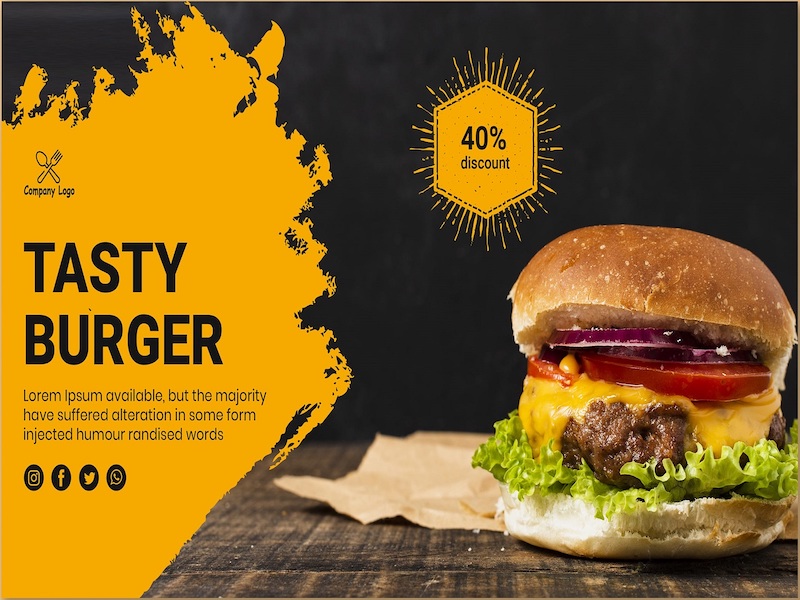 40%
discount
Company Logo
TASTY
BURGER
Lorem Ipsum available, but the majority
have suffered alteration in some form
injected humour randised words